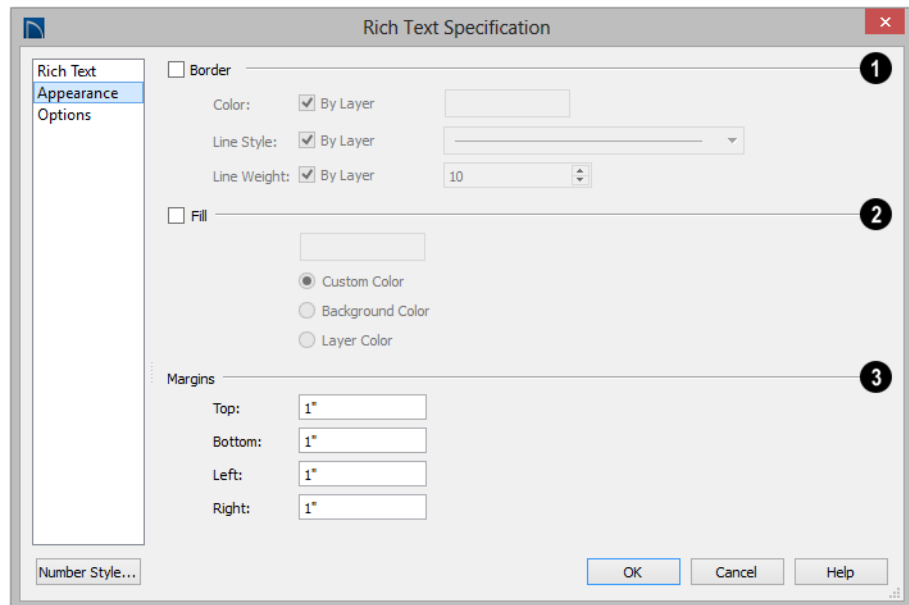 Rich Text Specification
Rich Text
Appearance
Options
Border
1
Color: By Layer
Line Style: By Layer
Line Weight: By Layer 10
Fill
2
Custom Color
Background Color
Layer Color
Margins
3
Top: 1"
Bottom: 1"
Left: 1"
Right: 1"
Number Style... OK Cancel Help